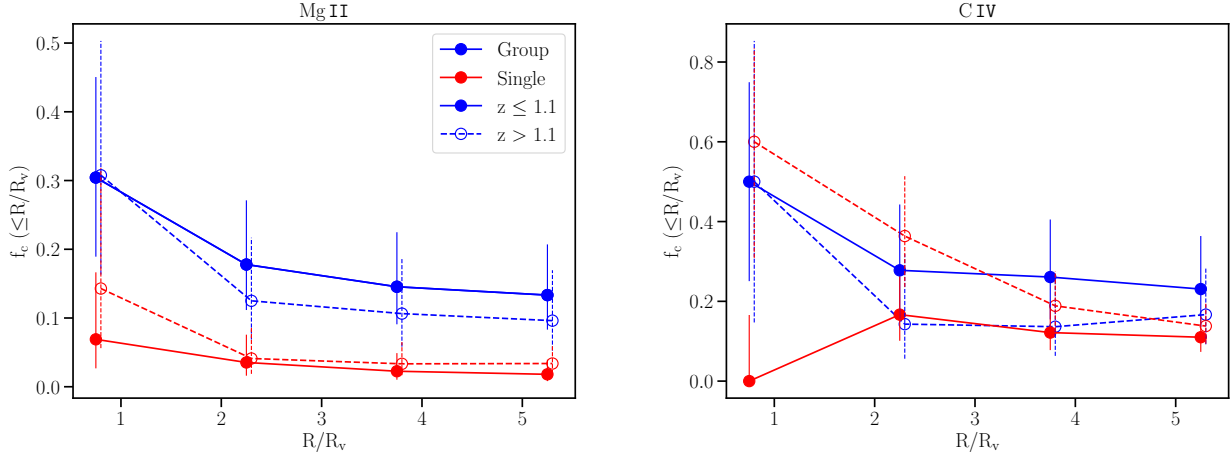 Mg II
0.5
0.4
0.3
0.2
0.1
0.0
f_c (≤R/R_v)
1 2 3 4 5
R/R_v
Group
Single
z ≤ 1.1
z > 1.1
C IV
0.8
0.6
0.4
0.2
0.0
f_c (≤R/R_v)
1 2 3 4 5
R/R_v